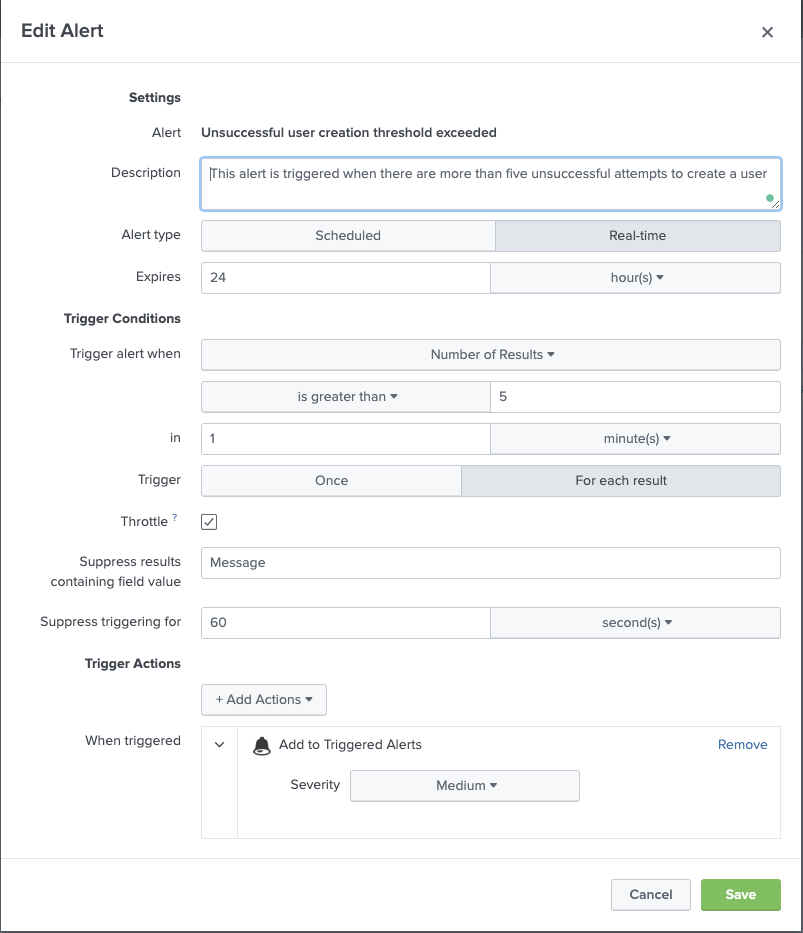 Edit Alert
×
Settings
Alert Unsuccessful user creation threshold exceeded
Description This alert is triggered when there are more than five unsuccessful attempts to create a user
Alert type Scheduled Real-time
Expires 24 hour(s)
Trigger Conditions
Trigger alert when Number of Results
is greater than 5
in 1 minute(s)
Trigger Once For each result
Throttle ?
Suppress results
containing field value Message
Suppress triggering for 60 second(s)
Trigger Actions
+ Add Actions
When triggered Add to Triggered Alerts Remove
Severity Medium
Cancel Save